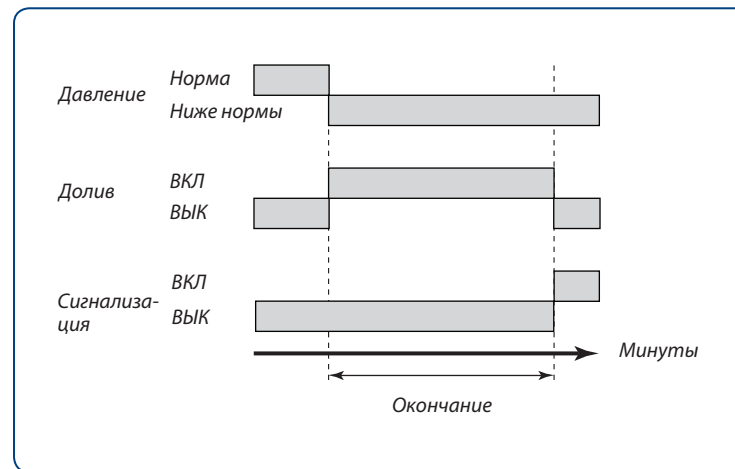 Давление
Норма
Ниже нормы
Долив
ВКЛ
ВЫК
Сигнализа-
ция
ВКЛ
ВЫК
Минуты
Окончание